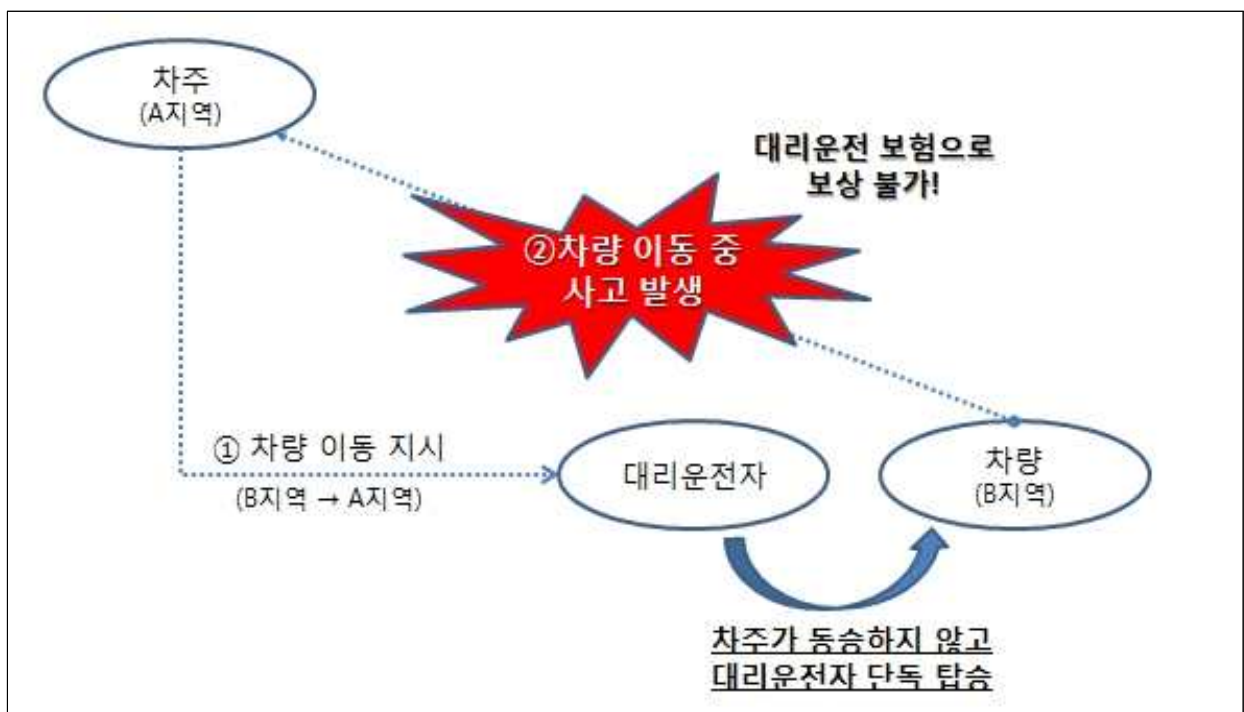 차주
(A지역)
대리운전 보험으로
보상 불가!
②차량 이동 중
사고 발생
① 차량 이동 지시
(B지역 → A지역)
대리운전자
차량
(B지역)
차주가 동승하지 않고
대리운전자 단독 탑승